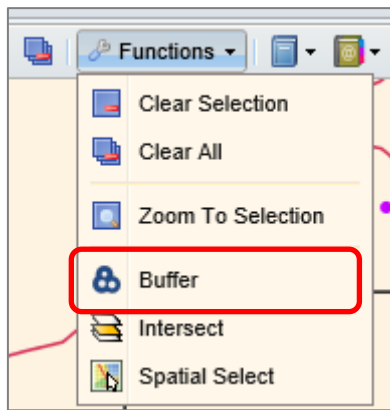 Functions
Clear Selection
Clear All
Zoom To Selection
Buffer
Intersect
Spatial Select